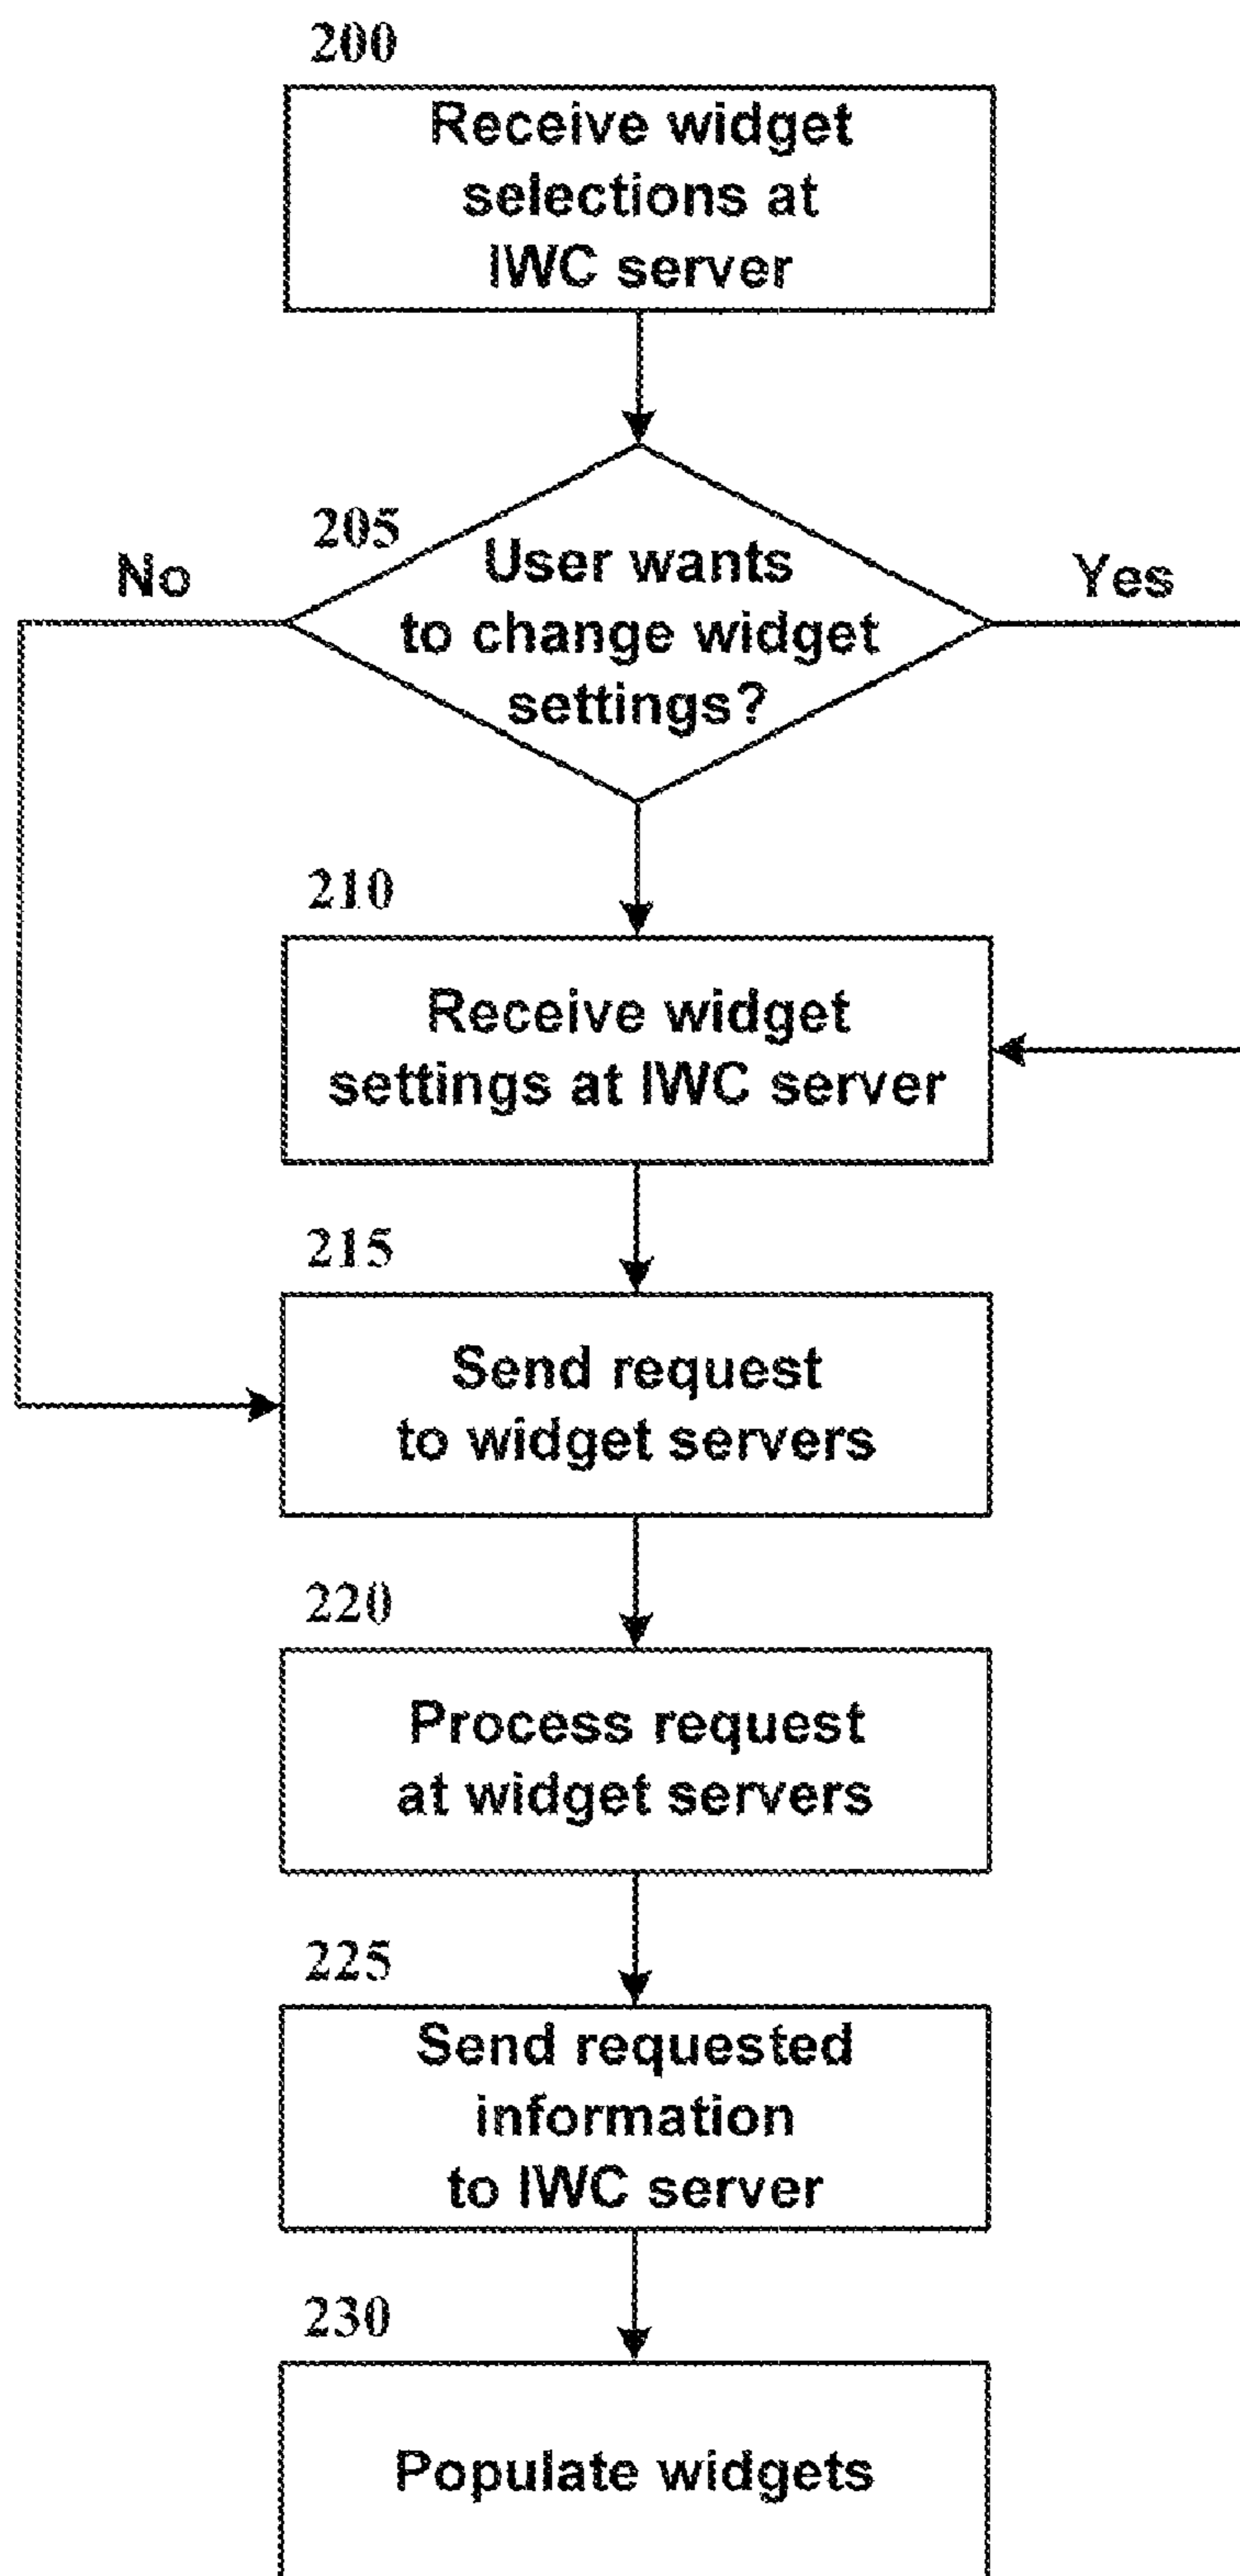 200
Receive widget
selections at
IWC server
205
No
User wants
to change widget
settings?
Yes
210
Receive widget
settings at IWC server
215
Send request
to widget servers
220
Process request
at widget servers
225
Send requested
information
to IWC server
230
Populate widgets